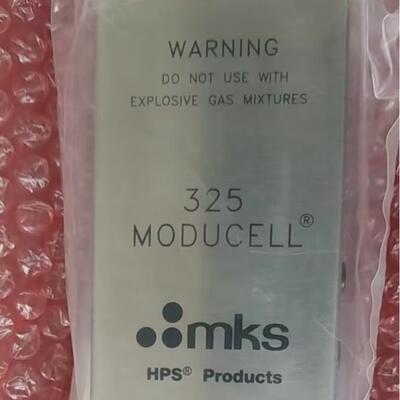 WARNING
DO NOT USE WITH
EXPLOSIVE GAS MIXTURES
325
MODUCELL®
mks
HPS® Products